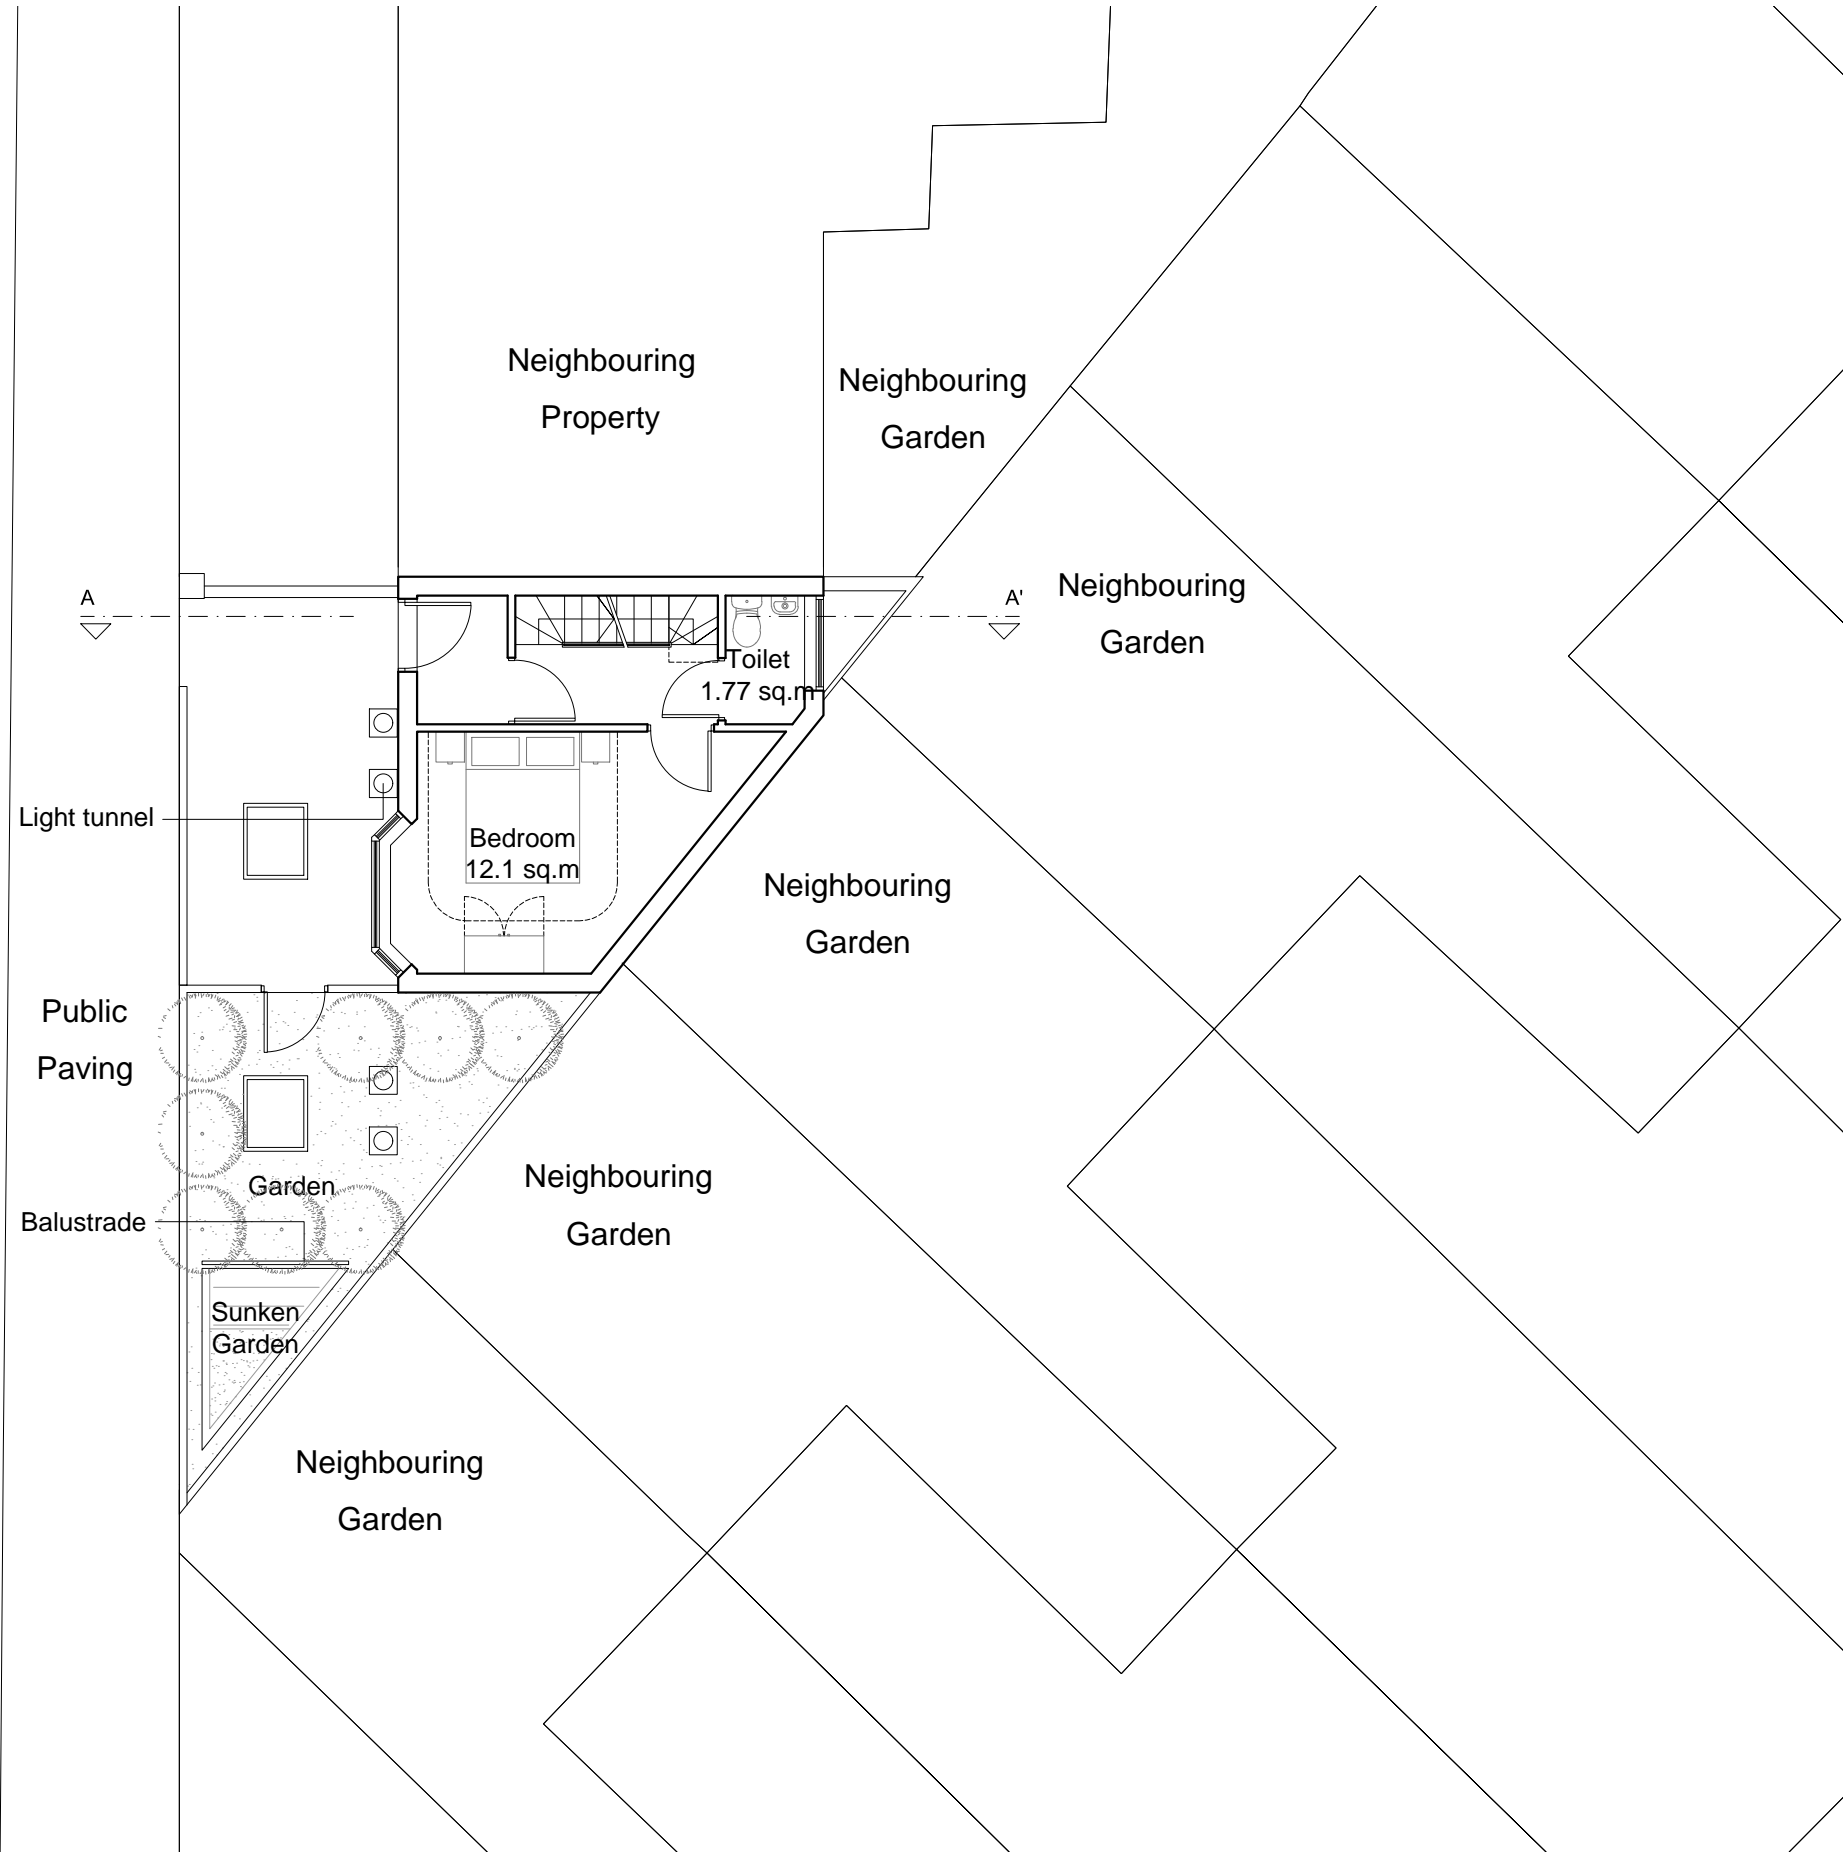 Neighbouring
Property
Neighbouring
Garden
A
A'
Neighbouring
Garden
Toilet
1.77 sq.m
Light tunnel
Bedroom
12.1 sq.m
Neighbouring
Garden
Public
Paving
Garden
Balustrade
Neighbouring
Garden
Sunken
Garden
Neighbouring
Garden